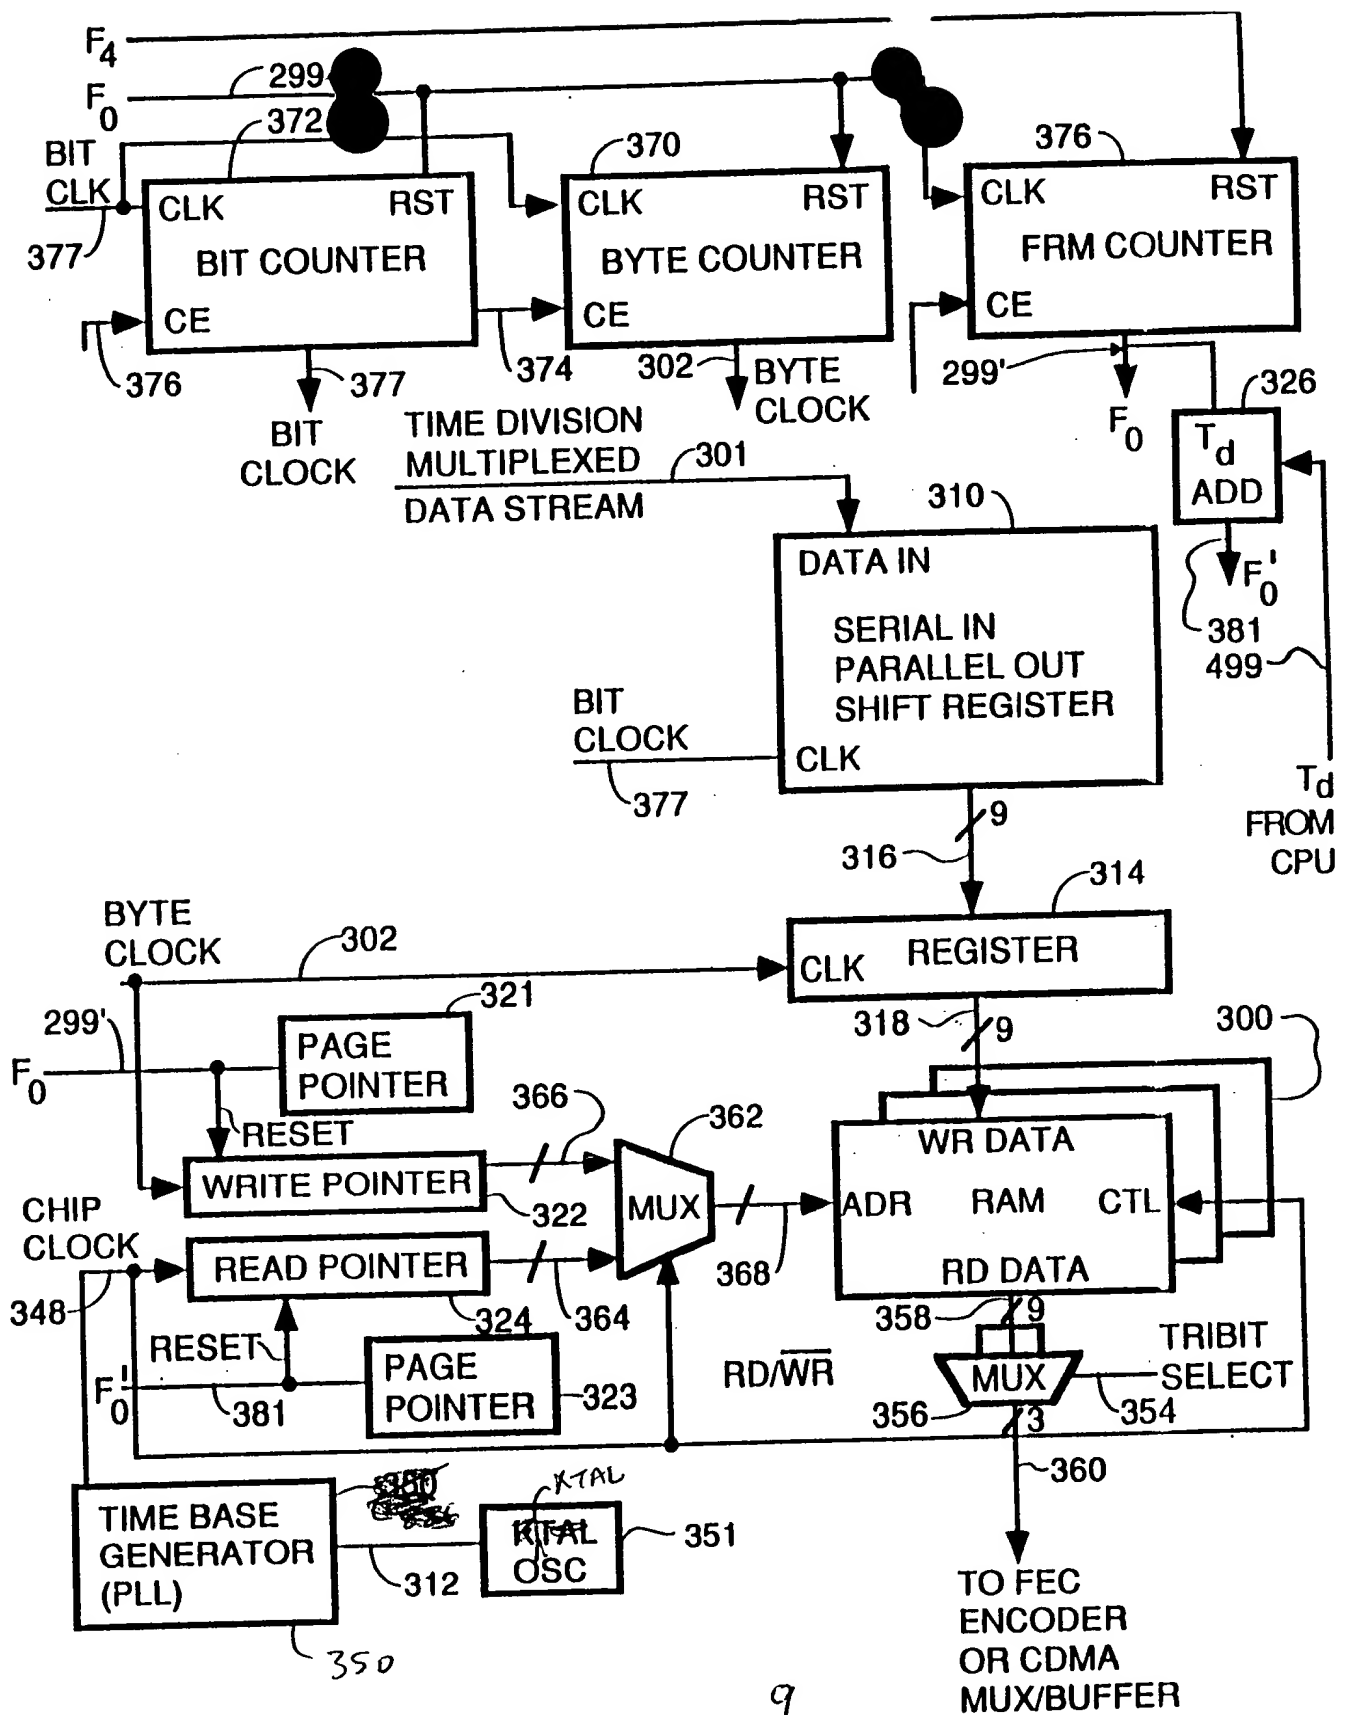 F4
F0
299
372
BIT
CLK
377
CLK
RST
BIT COUNTER
CE
376
377
BIT
CLOCK
370
CLK
RST
BYTE COUNTER
CE
374
302
BYTE
CLOCK
376
CLK
RST
FRM COUNTER
CE
299'
F0
326
Td
ADD
F0'
381
499
Td
FROM
CPU
TIME DIVISION
MULTIPLEXED
DATA STREAM
301
310
DATA IN
SERIAL IN
PARALLEL OUT
SHIFT REGISTER
CLK
BIT
CLOCK
377
9
316
314
REGISTER
CLK
BYTE
CLOCK
302
318
9
300
299'
F0
321
PAGE
POINTER
RESET
WRITE POINTER
322
366
362
MUX
368
WR DATA
ADR
RAM
CTL
RD DATA
CHIP
CLOCK
348
READ POINTER
324
364
RESET
F0'
381
PAGE
POINTER
323
RD/WR
358
9
MUX
356
3
354
TRIBIT
SELECT
360
TIME BASE
GENERATOR
(PLL)
350
312
XTAL
OSC
351
TO FEC
ENCODER
OR CDMA
MUX/BUFFER
9